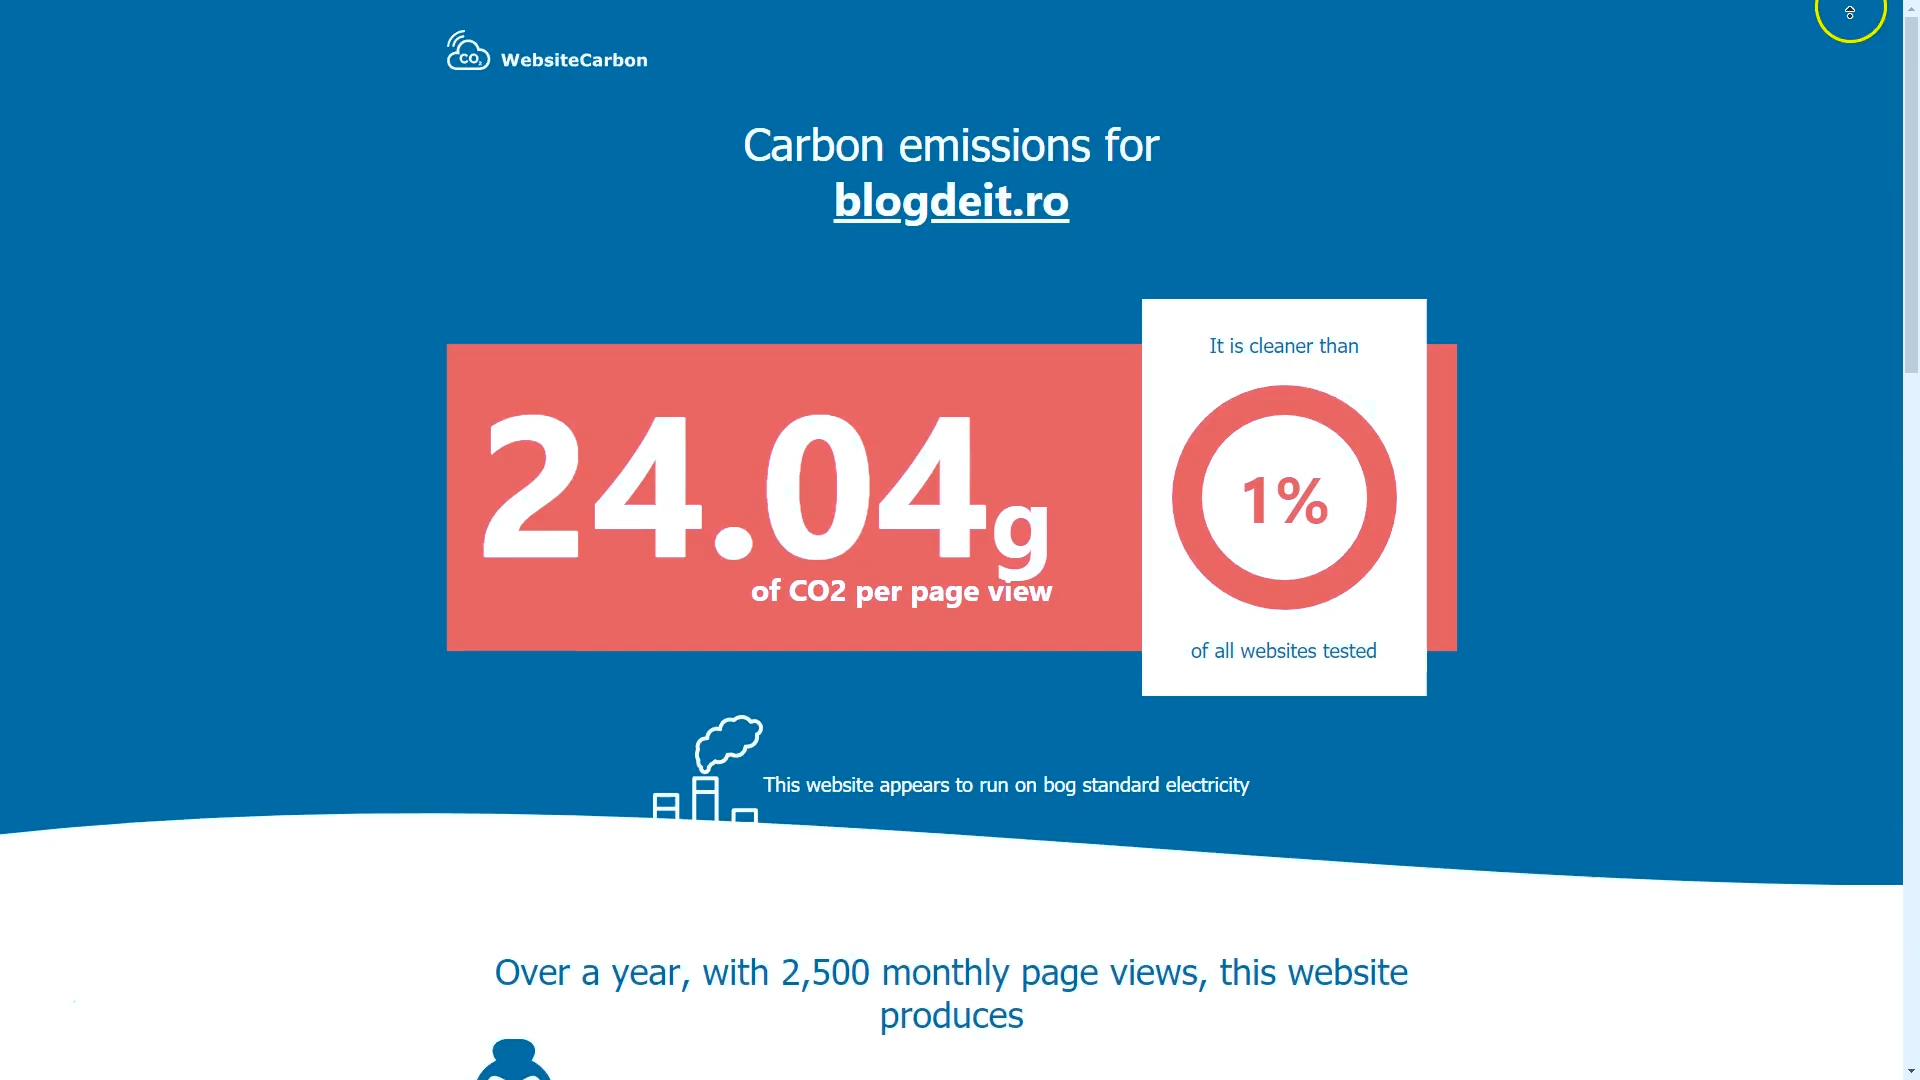 CO2 WebsiteCarbon
Carbon emissions for
blogdeit.ro
It is cleaner than
24.04g
of CO2 per page view
1%
of all websites tested
This website appears to run on bog standard electricity
Over a year, with 2,500 monthly page views, this website
produces